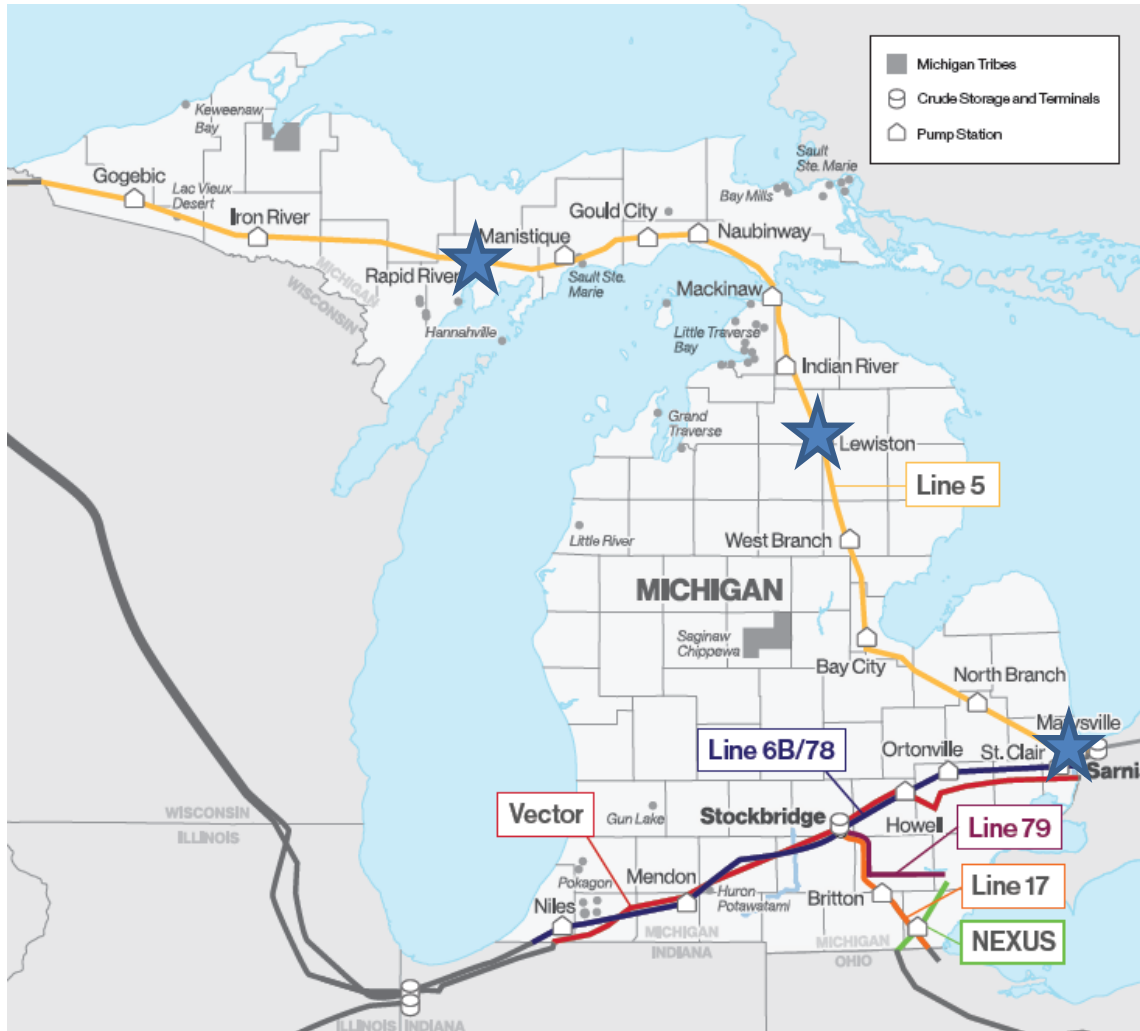 Michigan Tribes
Crude Storage and Terminals
Pump Station
Keweenaw
Bay
Gogebic
Lac Vieux
Desert
Iron River
Sault
Ste. Marie
Bay Mills
Gould City
Manistique
Naubinway
Rapid River
Sault Ste.
Marie
MICHIGAN
WISCONSIN
Hannahville
Mackinaw
Little Traverse
Bay
Indian River
Grand
Traverse
Lewiston
Line 5
Little River
West Branch
MICHIGAN
Saginaw
Chippewa
Bay City
North Branch
Marysville
Line 6B/78
Ortonville
St. Clair
Sarni
WISCONSIN
ILLINOIS
Vector
Gun Lake
Stockbridge
Howell
Line 79
Pokagon
Mendon
Huron
Potawatami
Britton
Line 17
Niles
MICHIGAN
INDIANA
MICHIGAN
OHIO
NEXUS
ILLINOIS
INDIANA